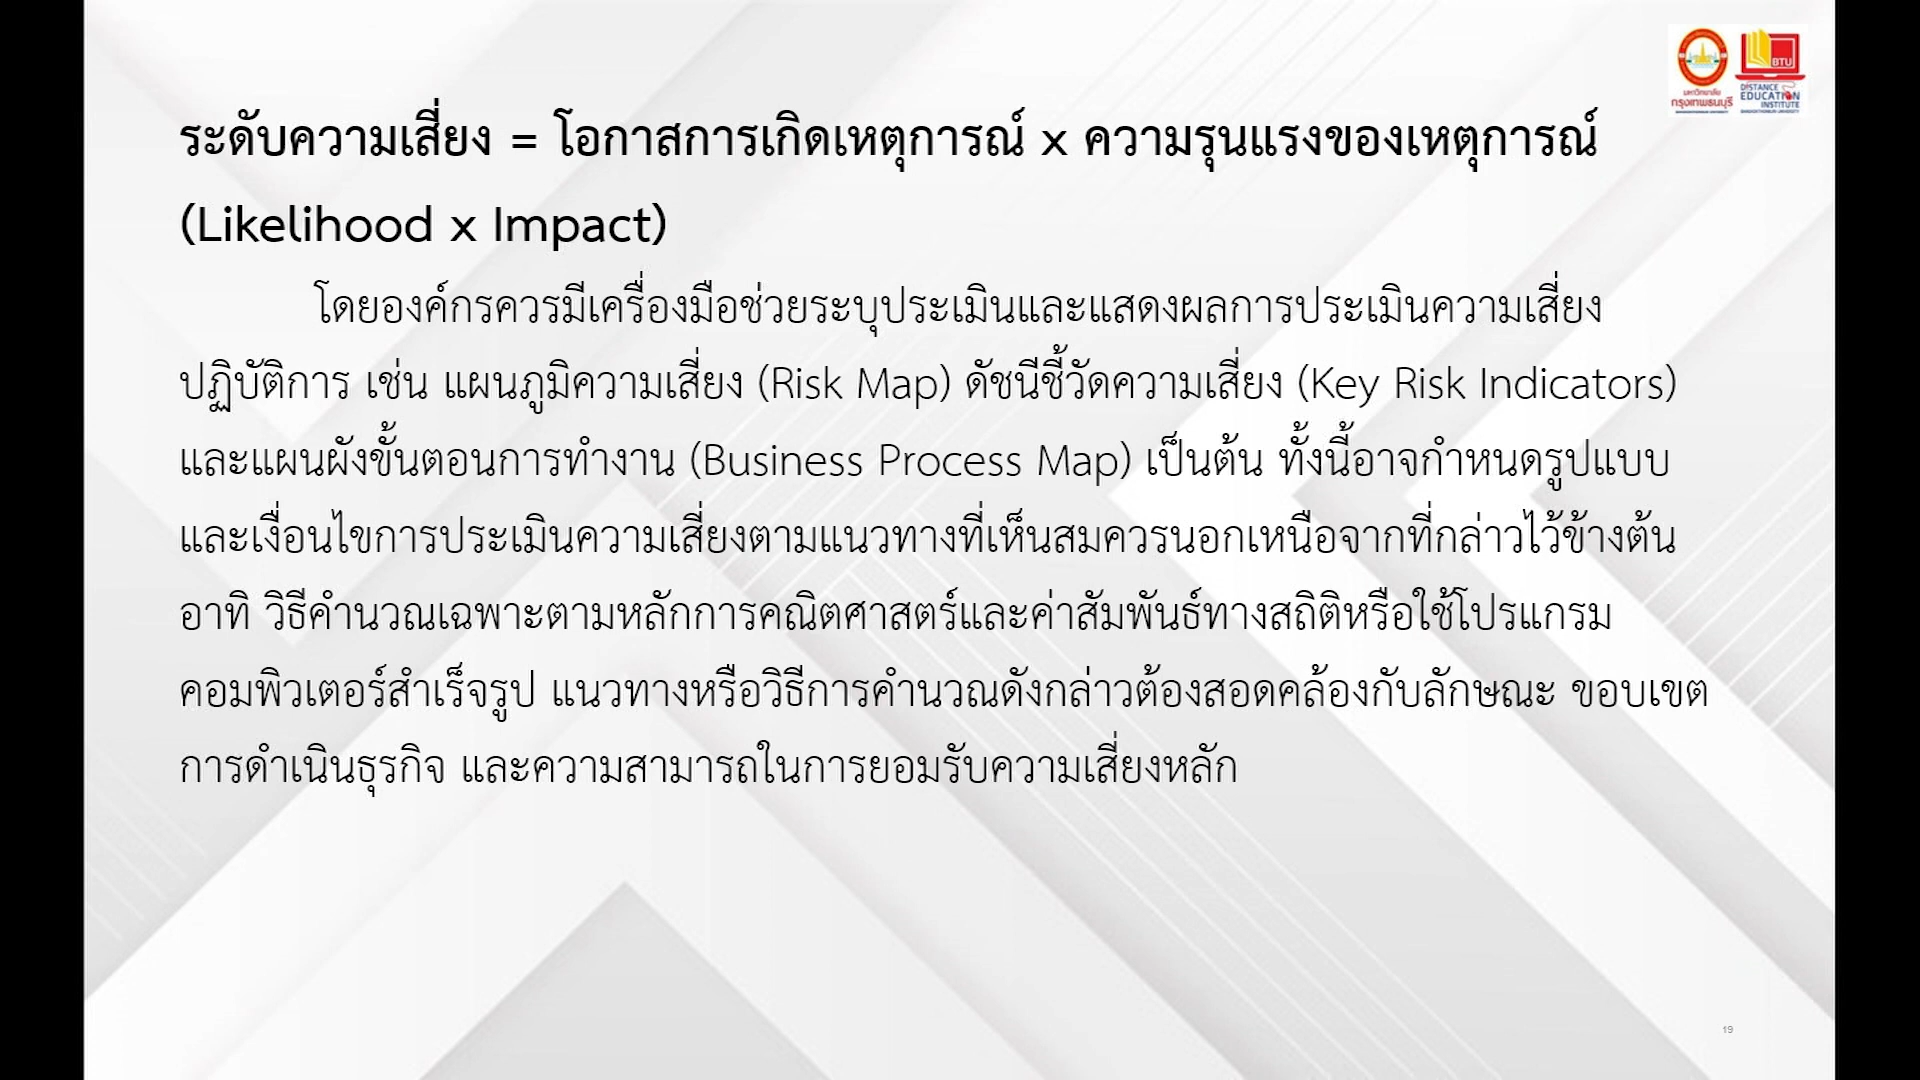 ระดับความเสี่ยง = โอกาสการเกิดเหตุการณ์ x ความรุนแรงของเหตุการณ์
(Likelihood x Impact)
โดยองค์กรควรมีเครื่องมือช่วยระบุประเมินและแสดงผลการประเมินความเสี่ยง
ปฏิบัติการ เช่น แผนภูมิความเสี่ยง (Risk Map) ดัชนีชี้วัดความเสี่ยง (Key Risk Indicators)
และแผนผังขั้นตอนการทำงาน (Business Process Map) เป็นต้น ทั้งนี้อาจกำหนดรูปแบบ
และเงื่อนไขการประเมินความเสี่ยงตามแนวทางที่เห็นสมควรนอกเหนือจากที่กล่าวไว้ข้างต้น
อาทิ วิธีคำนวณเฉพาะตามหลักการคณิตศาสตร์และค่าสัมพันธ์ทางสถิติหรือใช้โปรแกรม
คอมพิวเตอร์สำเร็จรูป แนวทางหรือวิธีการคำนวณดังกล่าวต้องสอดคล้องกับลักษณะ ขอบเขต
การดำเนินธุรกิจ และความสามารถในการยอมรับความเสี่ยงหลัก
มหาวิทยาลัย
กรุงเทพธนบุรี
BTU
DISTANCE
EDUCATION
INSTITUTE
19